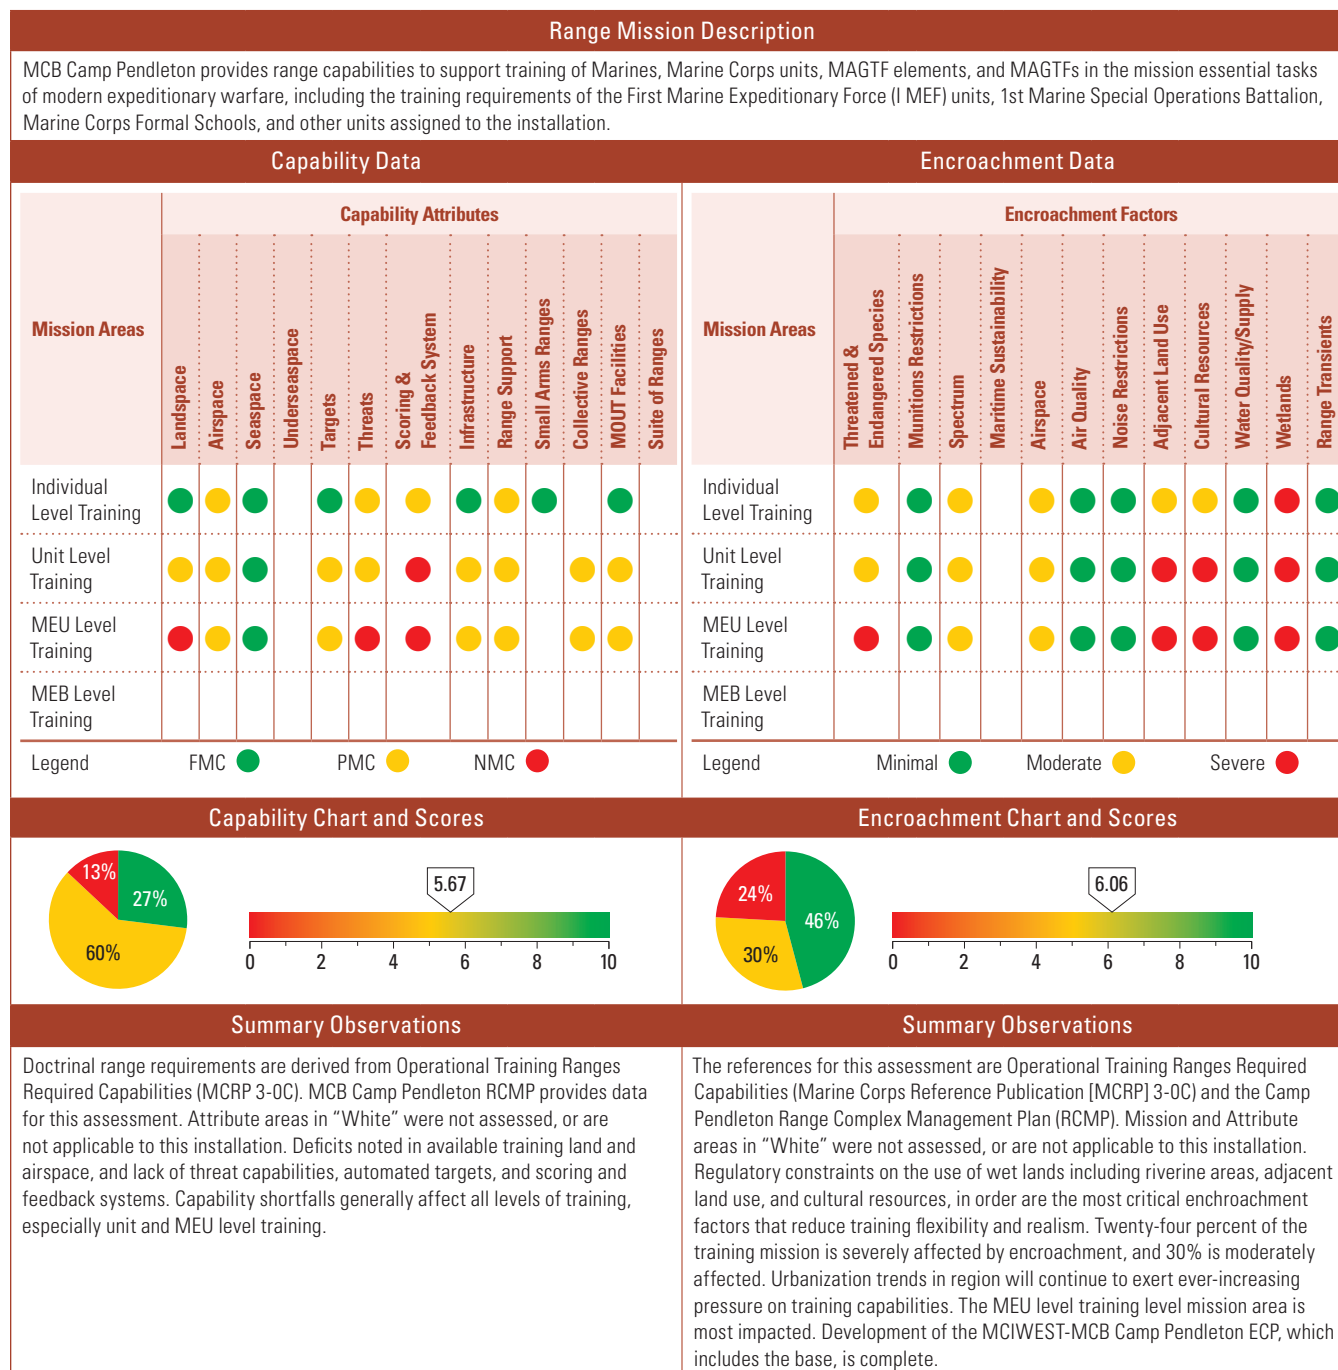 Range Mission Description
MCB Camp Pendleton provides range capabilities to support training of Marines, Marine Corps units, MAGTF elements, and MAGTFs in the mission essential tasks
of modern expeditionary warfare, including the training requirements of the First Marine Expeditionary Force (I MEF) units, 1st Marine Special Operations Battalion,
Marine Corps Formal Schools, and other units assigned to the installation.
Capability Data
Mission Areas
Capability Attributes
Landspace
Airspace
Seaspace
Underseaspace
Targets
Threats
Scoring &
Feedback System
Infrastructure
Range Support
Small Arms Ranges
Collective Ranges
MOUT Facilities
Suite of Ranges
Individual
Level Training
Unit Level
Training
MEU Level
Training
MEB Level
Training
Legend FMC PMC NMC
Encroachment Data
Mission Areas
Encroachment Factors
Threatened &
Endangered Species
Munitions Restrictions
Spectrum
Maritime Sustainability
Airspace
Air Quality
Noise Restrictions
Adjacent Land Use
Cultural Resources
Water Quality/Supply
Wetlands
Range Transients
Individual
Level Training
Unit Level
Training
MEU Level
Training
MEB Level
Training
Legend Minimal Moderate Severe
Capability Chart and Scores
13%
27%
60%
5.67
0 2 4 6 8 10
Encroachment Chart and Scores
24%
46%
30%
6.06
0 2 4 6 8 10
Summary Observations
Doctrinal range requirements are derived from Operational Training Ranges
Required Capabilities (MCRP 3-0C). MCB Camp Pendleton RCMP provides data
for this assessment. Attribute areas in “White” were not assessed, or are
not applicable to this installation. Deficits noted in available training land and
airspace, and lack of threat capabilities, automated targets, and scoring and
feedback systems. Capability shortfalls generally affect all levels of training,
especially unit and MEU level training.
Summary Observations
The references for this assessment are Operational Training Ranges Required
Capabilities (Marine Corps Reference Publication [MCRP] 3-0C) and the Camp
Pendleton Range Complex Management Plan (RCMP). Mission and Attribute
areas in “White” were not assessed, or are not applicable to this installation.
Regulatory constraints on the use of wet lands including riverine areas, adjacent
land use, and cultural resources, in order are the most critical enchroachment
factors that reduce training flexibility and realism. Twenty-four percent of the
training mission is severely affected by encroachment, and 30% is moderately
affected. Urbanization trends in region will continue to exert ever-increasing
pressure on training capabilities. The MEU level training level mission area is
most impacted. Development of the MCIWEST-MCB Camp Pendleton ECP, which
includes the base, is complete.